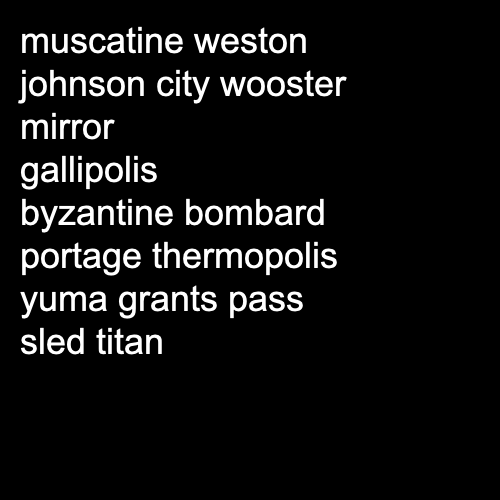 muscatine weston
johnson city wooster
mirror
gallipolis
byzantine bombard
portage thermopolis
yuma grants pass
sled titan